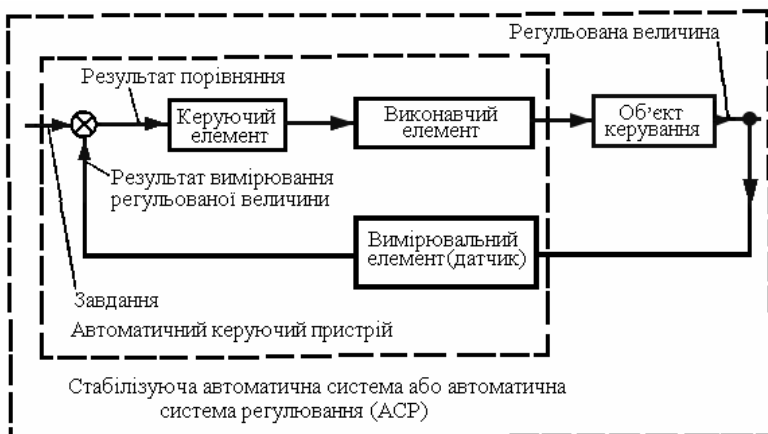 Регульована величина
Результат порівняння
Керуючий
елемент
Виконавчий
елемент
Об’єкт
керування
Результат вимірювання
регульованої величини
Вимірювальний
елемент(датчик)
Завдання
Автоматичний керуючий пристрій
Стабілізуюча автоматична система або автоматична
система регулювання (АСР)